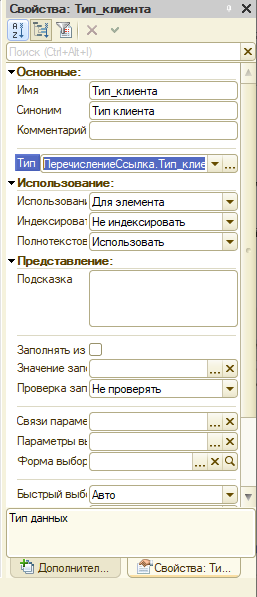 Свойства: Тип_клиента
Поиск (Ctrl+Alt+I)
Основные:
Имя Тип_клиента
Синоним Тип клиента
Комментарий
Тип ПеречислениеСсылка.Тип_клие ...
Использование:
Использовани Для элемента
Индексироват Не индексировать
Полнотекстов Использовать
Представление:
Подсказка
Заполнять из
Значение запо ...
Проверка зап Не проверять
Связи параме ...
Параметры вы ...
Форма выбор ...
Быстрый выбо Авто
Тип данных
Дополнител... Свойства: Ти...